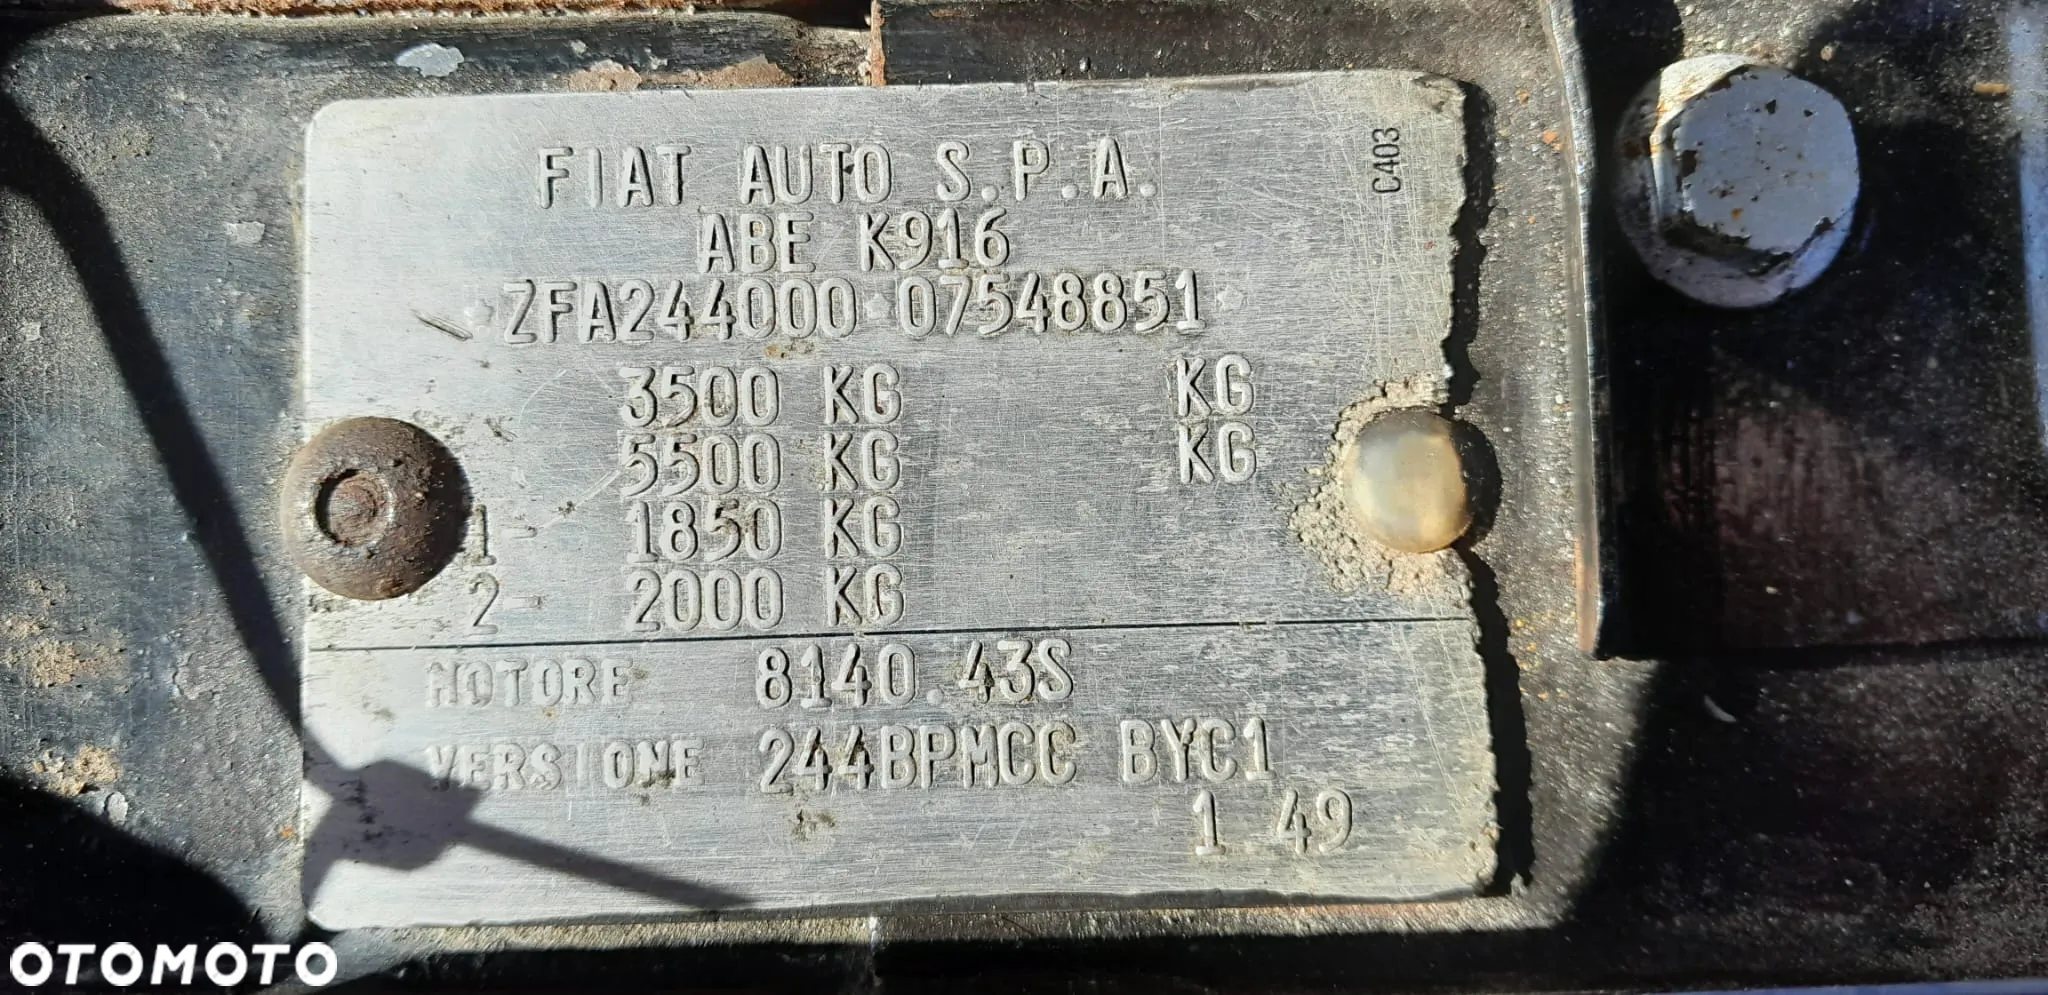 FIAT AUTO S.P.A.
C403
ABE K916
*ZFA244000*07548851*
3500 KG KG
5500 KG KG
1- 1850 KG
2- 2000 KG
MOTORE 8140.43S
VERSIONE 244BPMCC BYC1
1.49
OTOMOTO